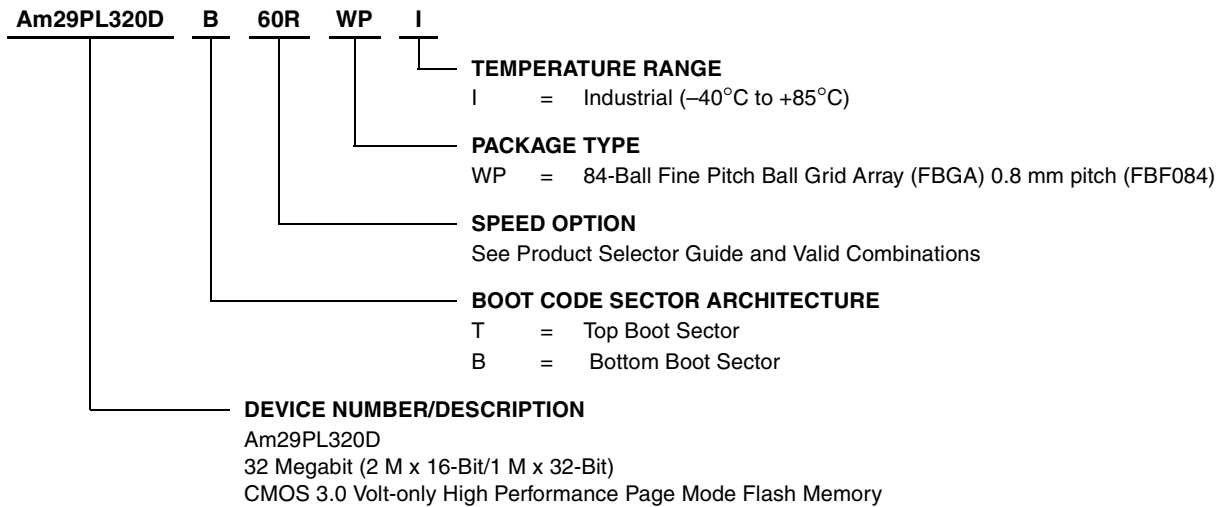 Am29PL320D B 60R WP I
TEMPERATURE RANGE
I = Industrial (–40°C to +85°C)
PACKAGE TYPE
WP = 84-Ball Fine Pitch Ball Grid Array (FBGA) 0.8 mm pitch (FBF084)
SPEED OPTION
See Product Selector Guide and Valid Combinations
BOOT CODE SECTOR ARCHITECTURE
T = Top Boot Sector
B = Bottom Boot Sector
DEVICE NUMBER/DESCRIPTION
Am29PL320D
32 Megabit (2 M x 16-Bit/1 M x 32-Bit)
CMOS 3.0 Volt-only High Performance Page Mode Flash Memory